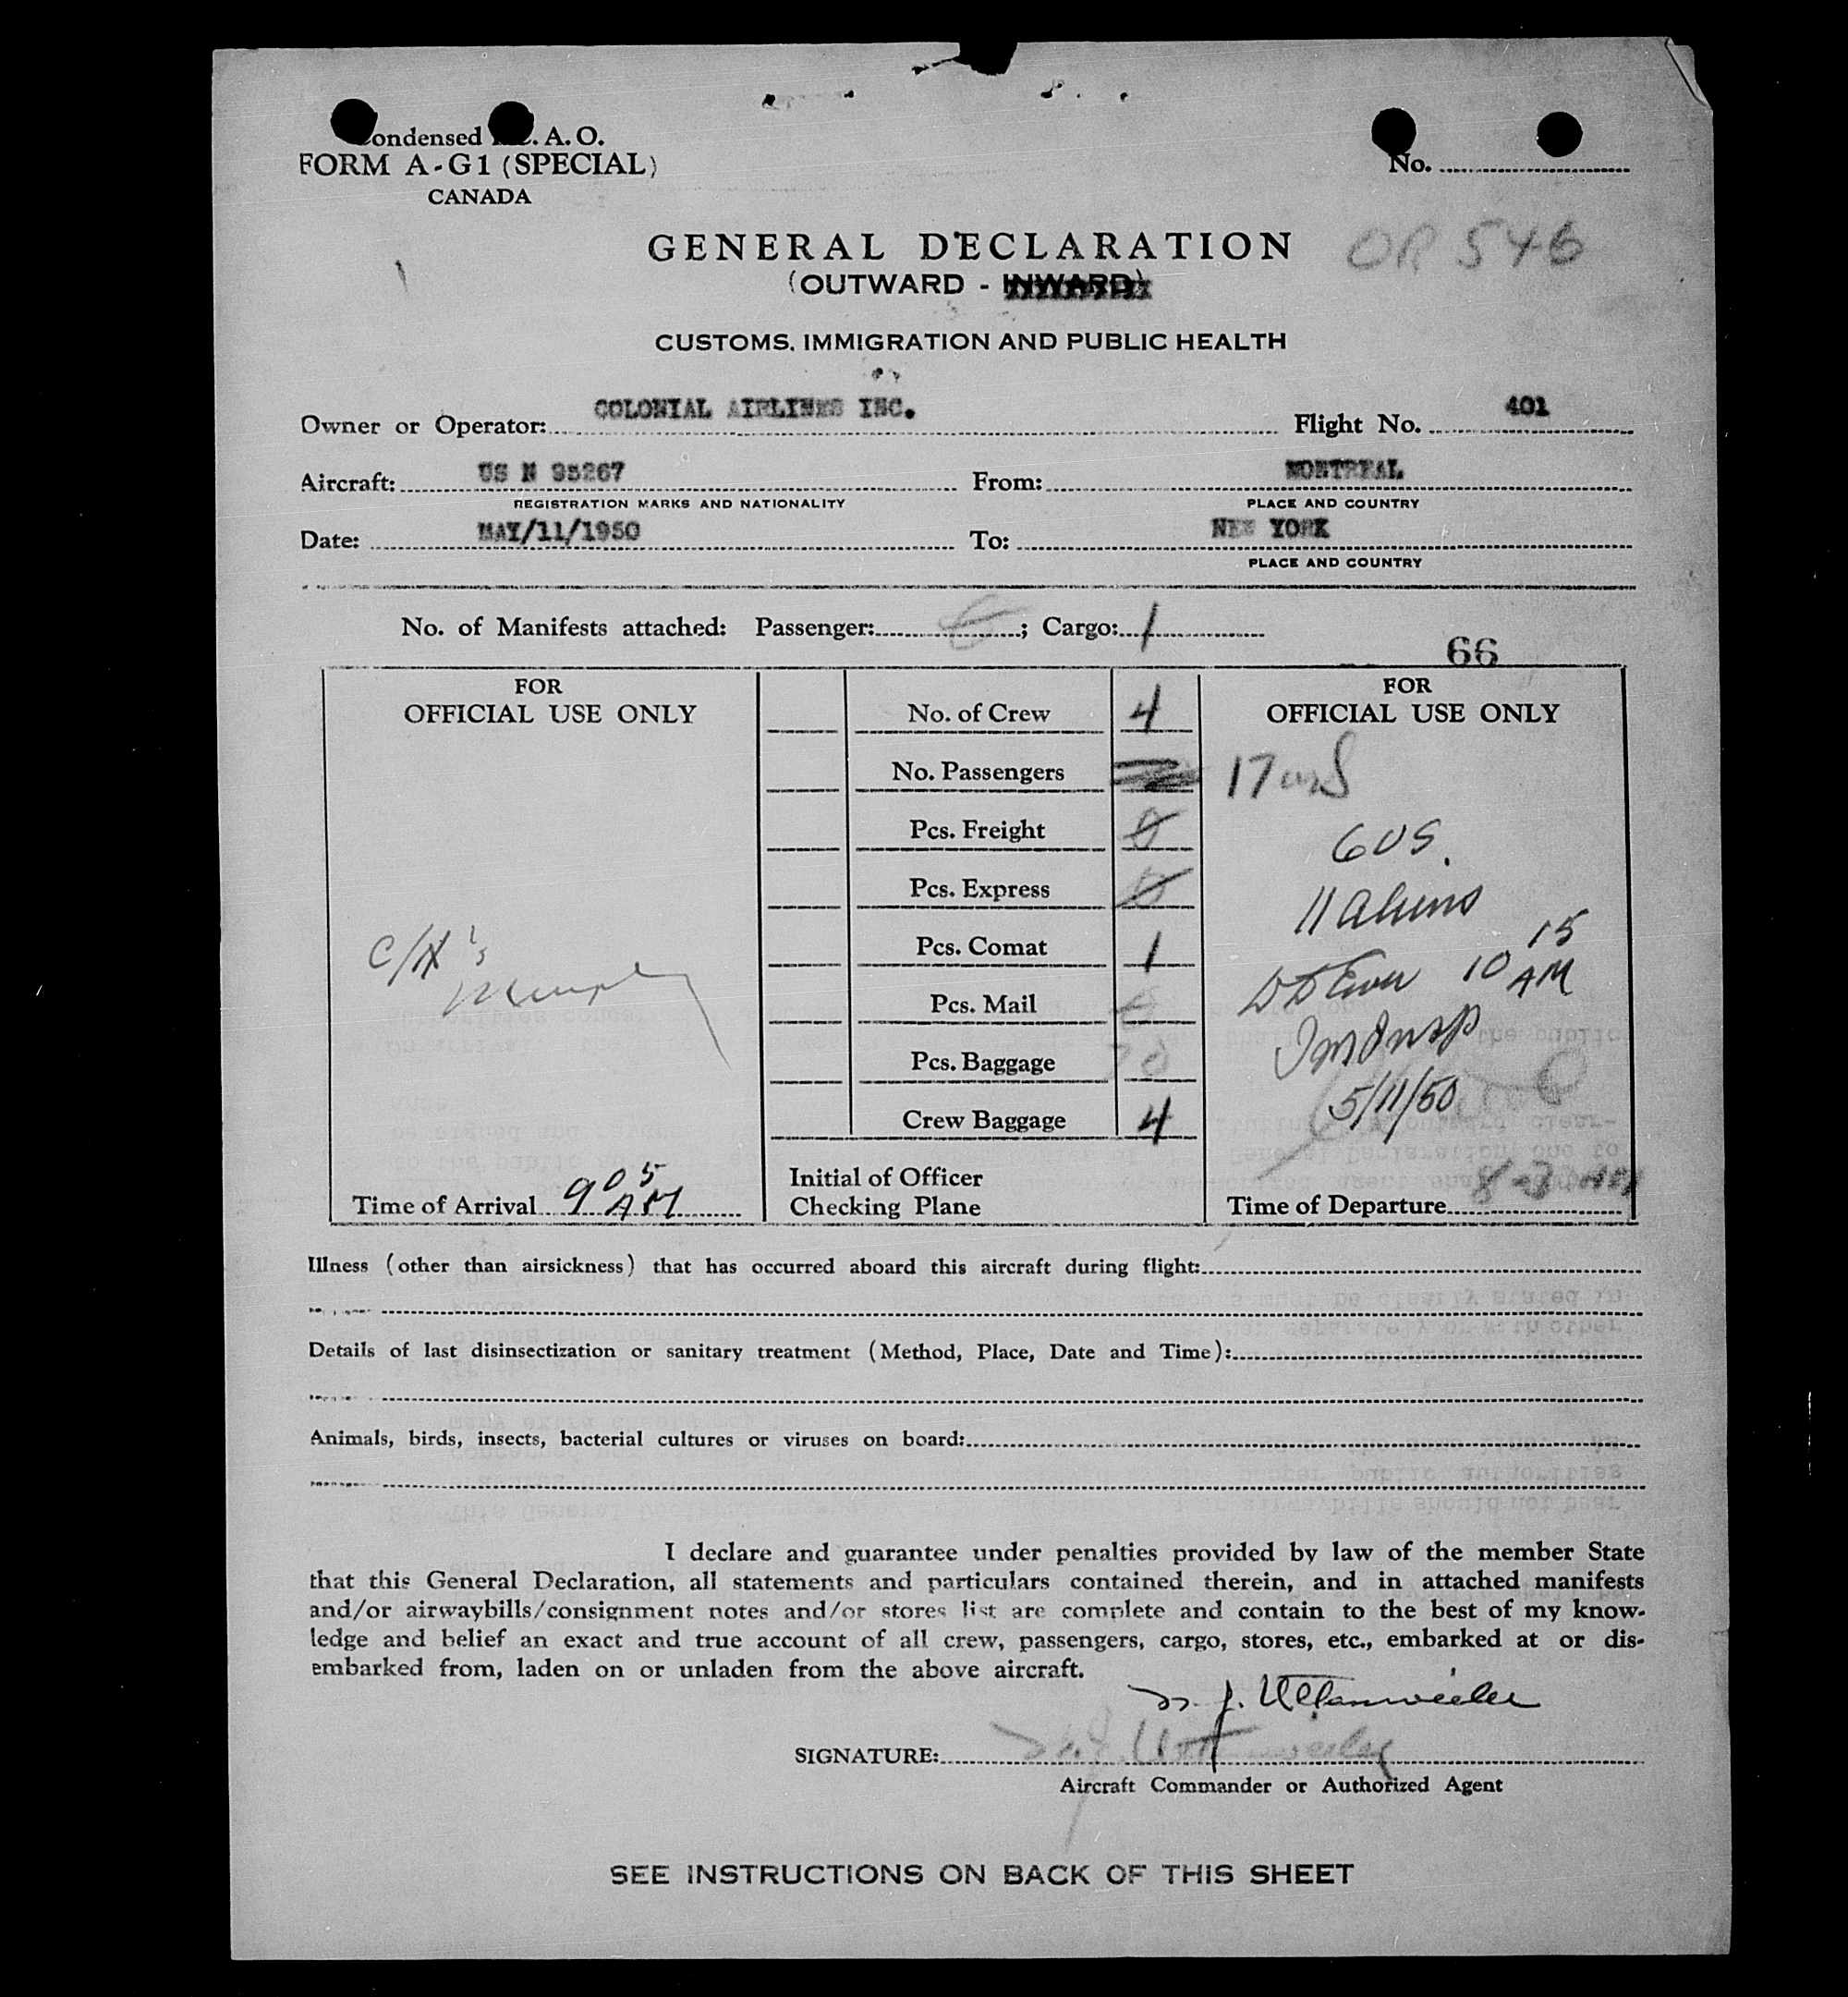 ondensed . A. O.
FORM A-G1 (SPECIAL)
CANADA
No.
GENERAL DECLARATION
OR 546
(OUTWARD - INWARD)
CUSTOMS, IMMIGRATION AND PUBLIC HEALTH
Owner or Operator: COLONIAL AIRLINES INC. Flight No. 401
Aircraft: US N 95267 From: MONTREAL
REGISTRATION MARKS AND NATIONALITY PLACE AND COUNTRY
Date: MAY/11/1950 To: NEW YORK
PLACE AND COUNTRY
No. of Manifests attached: Passenger: ; Cargo: 1
66
FOR
OFFICIAL USE ONLY
C/H's
Murphy
Time of Arrival 9 05 AM
No. of Crew 4
No. Passengers
Pcs. Freight 0
Pcs. Express 0
Pcs. Comat 1
Pcs. Mail 0
Pcs. Baggage
Crew Baggage 4
Initial of Officer
Checking Plane
FOR
OFFICIAL USE ONLY
17
6 US.
11 aliens
10 15 AM
Im Insp
5/11/50
Time of Departure
Illness (other than airsickness) that has occurred aboard this aircraft during flight:
Details of last disinsectization or sanitary treatment (Method, Place, Date and Time):
Animals, birds, insects, bacterial cultures or viruses on board:
I declare and guarantee under penalties provided by law of the member State
that this General Declaration, all statements and particulars contained therein, and in attached manifests
and/or airwaybills/consignment notes and/or stores list are complete and contain to the best of my know-
ledge and belief an exact and true account of all crew, passengers, cargo, stores, etc., embarked at or dis-
embarked from, laden on or unladen from the above aircraft.
SIGNATURE:
Aircraft Commander or Authorized Agent
SEE INSTRUCTIONS ON BACK OF THIS SHEET